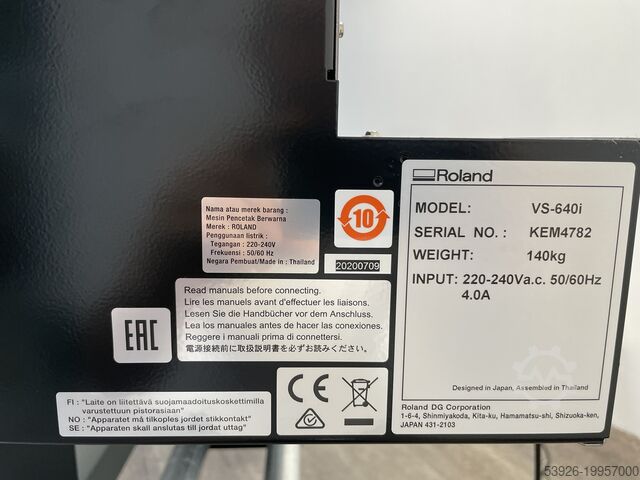 Nama atau merek barang :
Mesin Pencetak Berwarna
Merek : ROLAND
Penggunaan listrik :
Tegangan : 220-240V
Frekuensi : 50/60 Hz
Negara Pembuat/Made in : Thailand
10
20200709
Read manuals before connecting.
Lire les manuels avant d'effectuer les liaisons.
Lesen Sie die Handbücher vor dem Anschluss.
Lea los manuales antes de hacer las conexiones.
Reggere i manuali prima di connettersi.
電源接続前に取扱説明書を必ずお読みください。
EAC
FI : "Laite on liitettävä suojamaadoituskoskettimilla
varustettuun pistorasiaan"
NO : "Apparatet må tilkoples jordet stikkontakt"
SE : "Apparaten skall anslutas till jordat uttag"
CE
Roland
MODEL: VS-640i
SERIAL NO. : KEM4782
WEIGHT: 140kg
INPUT: 220-240Va.c. 50/60Hz
4.0A
Designed in Japan, Assembled in Thailand
Roland DG Corporation
1-6-4, Shinmiyakoda, Kita-ku, Hamamatsu-shi, Shizuoka-ken,
JAPAN 431-2103
53926-19957000